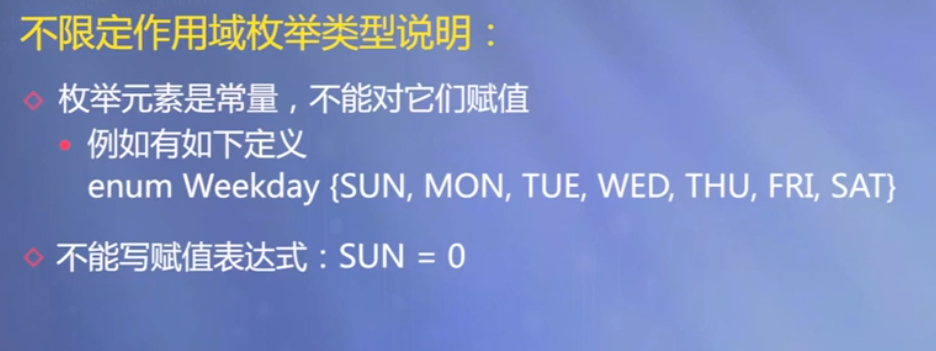 不限定作用域枚举类型说明：
枚举元素是常量，不能对它们赋值
例如有如下定义
enum Weekday {SUN, MON, TUE, WED, THU, FRI, SAT}
不能写赋值表达式：SUN = 0